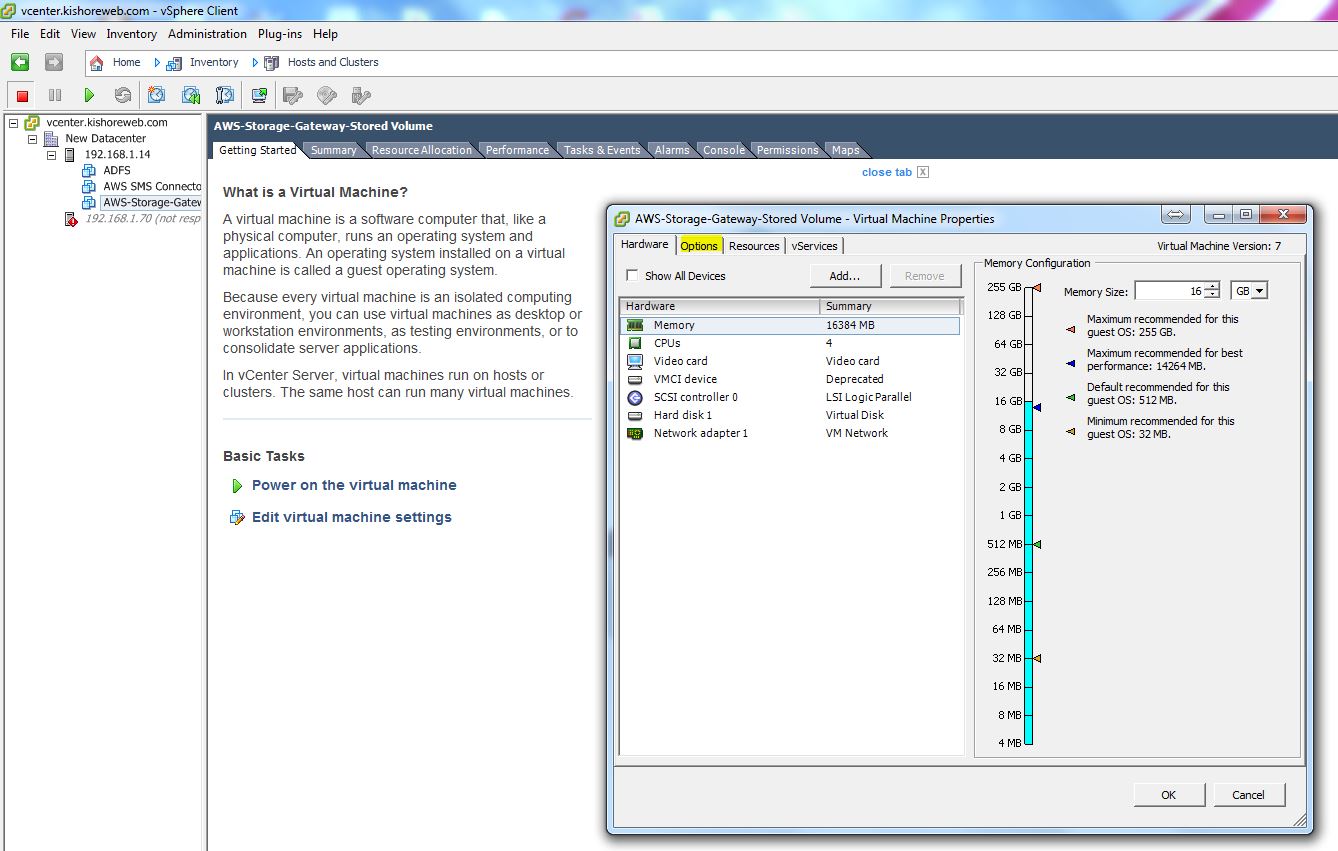 vcenter.kishoreweb.com - vSphere Client
File Edit View Inventory Administration Plug-ins Help
Home Inventory Hosts and Clusters
vcenter.kishoreweb.com
New Datacenter
192.168.1.14
ADFS
AWS SMS Connecto
AWS-Storage-Gatew
192.168.1.70 (not resp
AWS-Storage-Gateway-Stored Volume
Getting Started Summary Resource Allocation Performance Tasks & Events Alarms Console Permissions Maps
close tab X
What is a Virtual Machine?
A virtual machine is a software computer that, like a
physical computer, runs an operating system and
applications. An operating system installed on a virtual
machine is called a guest operating system.
Because every virtual machine is an isolated computing
environment, you can use virtual machines as desktop or
workstation environments, as testing environments, or to
consolidate server applications.
In vCenter Server, virtual machines run on hosts or
clusters. The same host can run many virtual machines.
Basic Tasks
Power on the virtual machine
Edit virtual machine settings
AWS-Storage-Gateway-Stored Volume - Virtual Machine Properties
Hardware Options Resources vServices
Virtual Machine Version: 7
Show All Devices
Add...
Remove
Hardware Summary
Memory 16384 MB
CPUs 4
Video card Video card
VMCI device Deprecated
SCSI controller 0 LSI Logic Parallel
Hard disk 1 Virtual Disk
Network adapter 1 VM Network
Memory Configuration
255 GB
128 GB
64 GB
32 GB
16 GB
8 GB
4 GB
2 GB
1 GB
512 MB
256 MB
128 MB
64 MB
32 MB
16 MB
8 MB
4 MB
Memory Size: 16 GB
Maximum recommended for this
guest OS: 255 GB.
Maximum recommended for best
performance: 14264 MB.
Default recommended for this
guest OS: 512 MB.
Minimum recommended for this
guest OS: 32 MB.
OK
Cancel